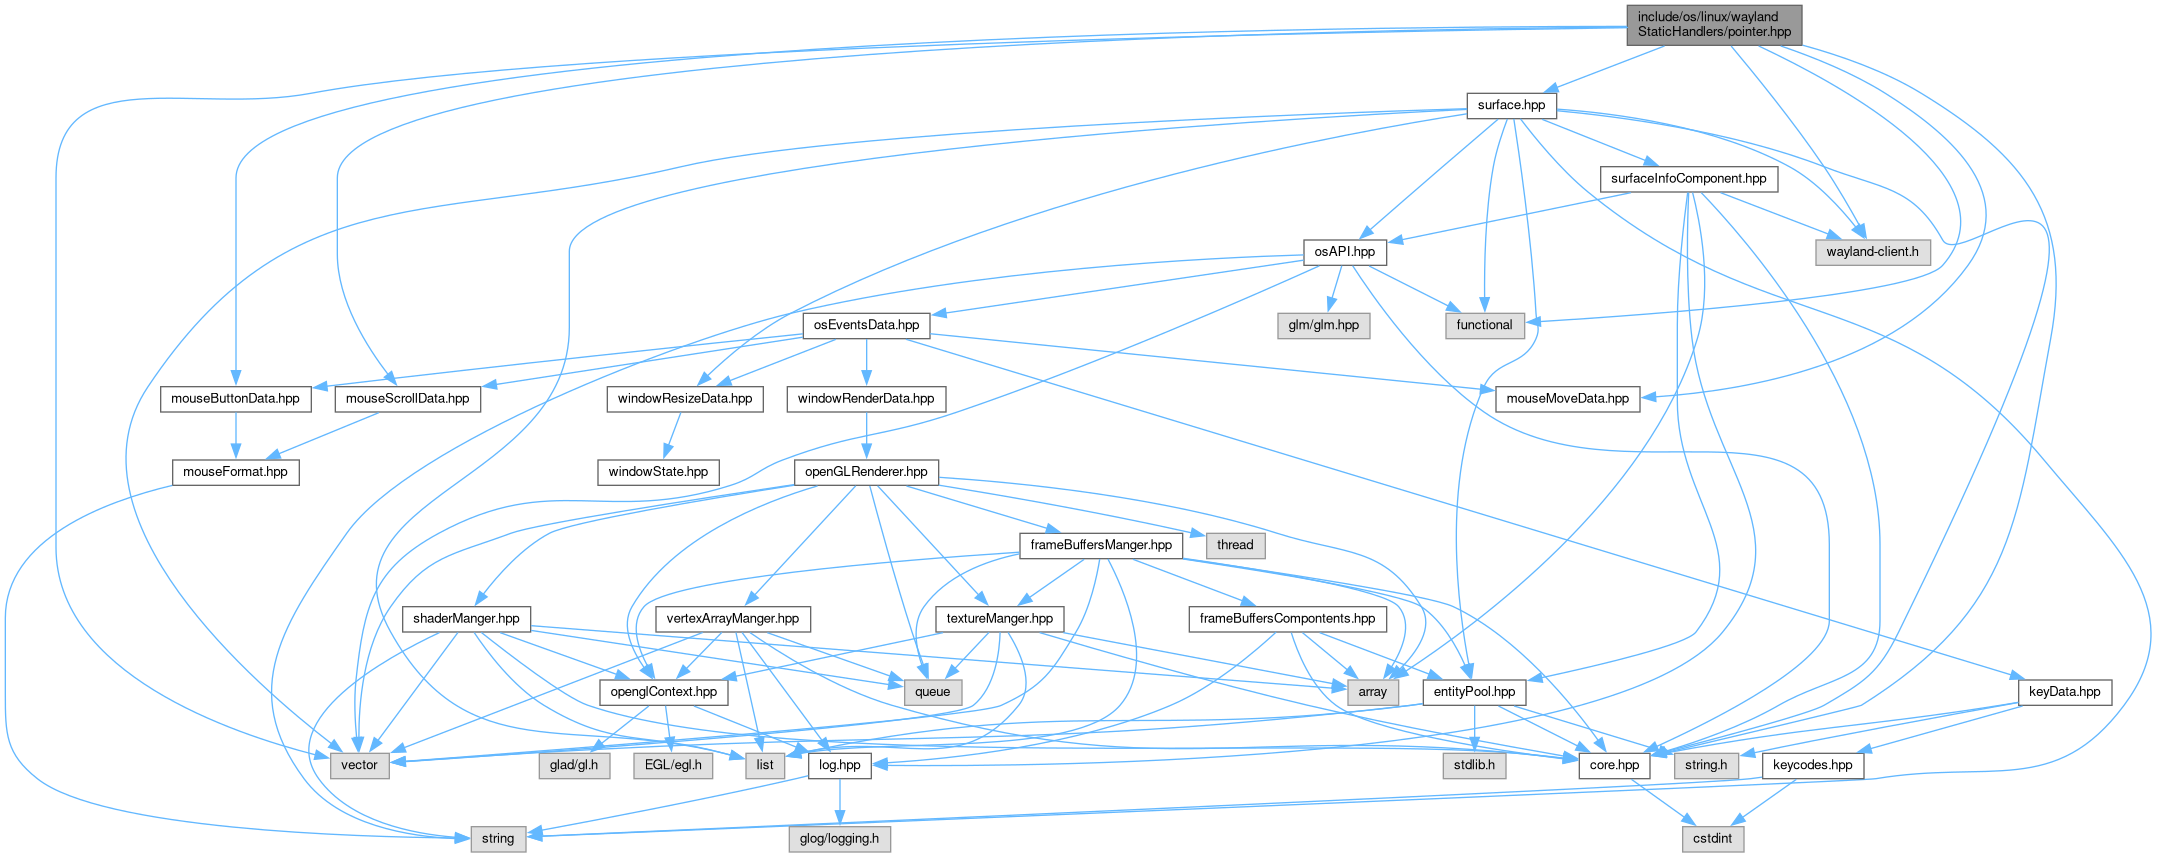 include/os/linux/wayland
StaticHandlers/pointer.hpp
surface.hpp
surfaceInfoComponent.hpp
osAPI.hpp
wayland-client.h
osEventsData.hpp
glm/glm.hpp
functional
mouseButtonData.hpp
mouseScrollData.hpp
windowResizeData.hpp
windowRenderData.hpp
mouseMoveData.hpp
mouseFormat.hpp
windowState.hpp
openGLRenderer.hpp
frameBuffersManger.hpp
thread
shaderManger.hpp
vertexArrayManger.hpp
textureManger.hpp
frameBuffersCompontents.hpp
openglContext.hpp
queue
array
entityPool.hpp
keyData.hpp
vector
glad/gl.h
EGL/egl.h
list
log.hpp
stdlib.h
core.hpp
string.h
keycodes.hpp
string
glog/logging.h
cstdint